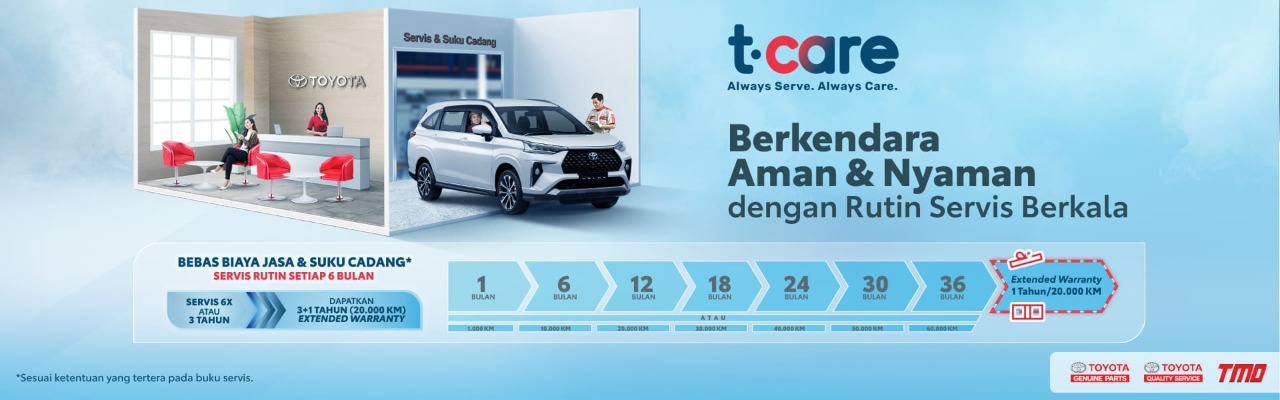 Servis & Suku Cadang
TOYOTA
t·care
Always Serve. Always Care.
Berkendara
Aman & Nyaman
dengan Rutin Servis Berkala
BEBAS BIAYA JASA & SUKU CADANG*
SERVIS RUTIN SETIAP 6 BULAN
SERVIS 6X
ATAU
3 TAHUN
DAPATKAN
3+1 TAHUN (20.000 KM)
EXTENDED WARRANTY
1
BULAN
6
BULAN
12
BULAN
18
BULAN
24
BULAN
30
BULAN
36
BULAN
ATAU
1.000 KM
10.000 KM
20.000 KM
30.000 KM
40.000 KM
50.000 KM
60.000 KM
Extended Warranty
1 Tahun/20.000 KM
*Sesuai ketentuan yang tertera pada buku servis.
TOYOTA
GENUINE PARTS
TOYOTA
QUALITY SERVICE
TMO